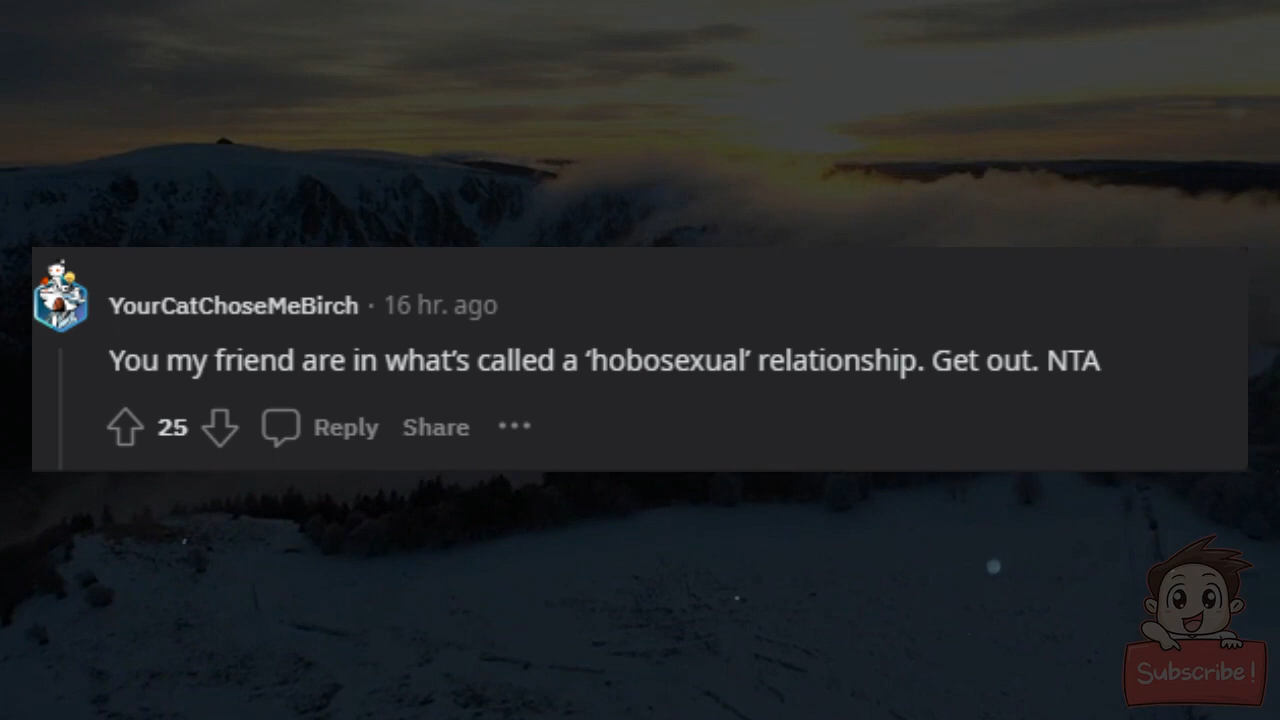 YourCatChoseMeBirch · 16 hr. ago
You my friend are in what's called a ‘hobosexual’ relationship. Get out. NTA
25 Reply Share ···
Subscribe!